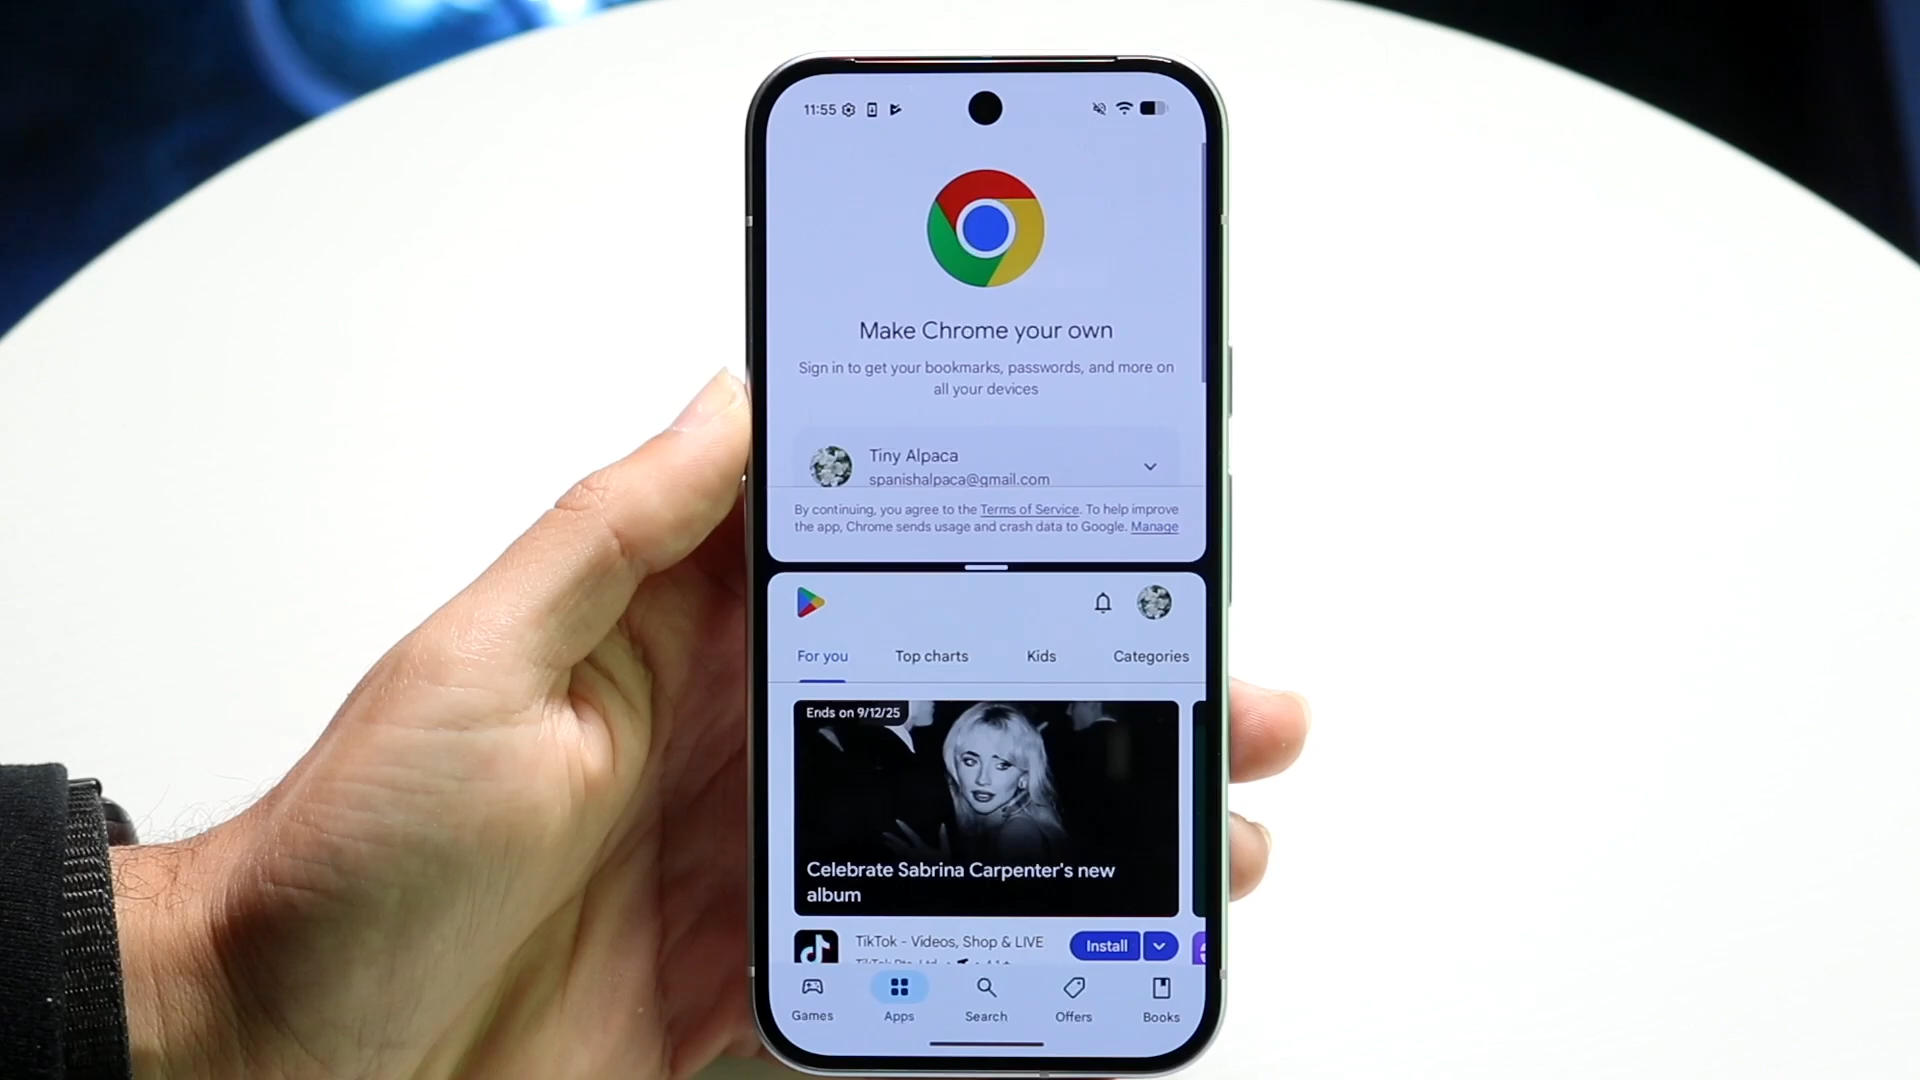 11:55
Make Chrome your own
Sign in to get your bookmarks, passwords, and more on
all your devices
Tiny Alpaca
spanishalpaca@gmail.com
By continuing, you agree to the Terms of Service. To help improve
the app, Chrome sends usage and crash data to Google. Manage
For you Top charts Kids Categories
Ends on 9/12/25
Celebrate Sabrina Carpenter's new
album
TikTok - Videos, Shop & LIVE
Install
Games Apps Search Offers Books